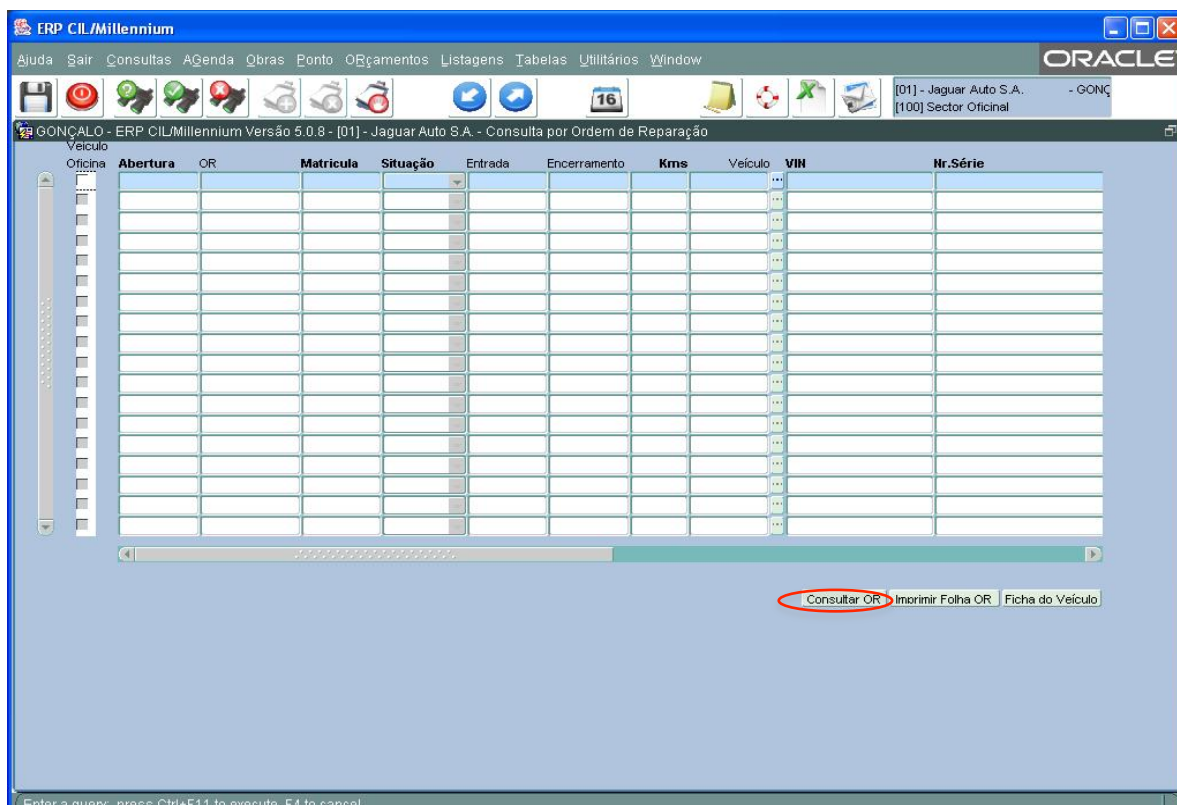 ERP CIL/Millennium
Ajuda Sair Consultas AGenda Obras Ponto ORçamentos Listagens Tabelas Utilitários Window
ORACLE
16
[01] - Jaguar Auto S.A. - GONÇ
[100] Sector Oficinal
GONÇALO - ERP CIL/Millennium Versão 5.0.8 - [01] - Jaguar Auto S.A. - Consulta por Ordem de Reparação
Veículo
Oficina Abertura OR Matricula Situação Entrada Encerramento Kms Veículo VIN Nr.Série
Consultar OR Imprimir Folha OR Ficha do Veículo
Enter a query; press Ctrl+F11 to execute, F4 to cancel.